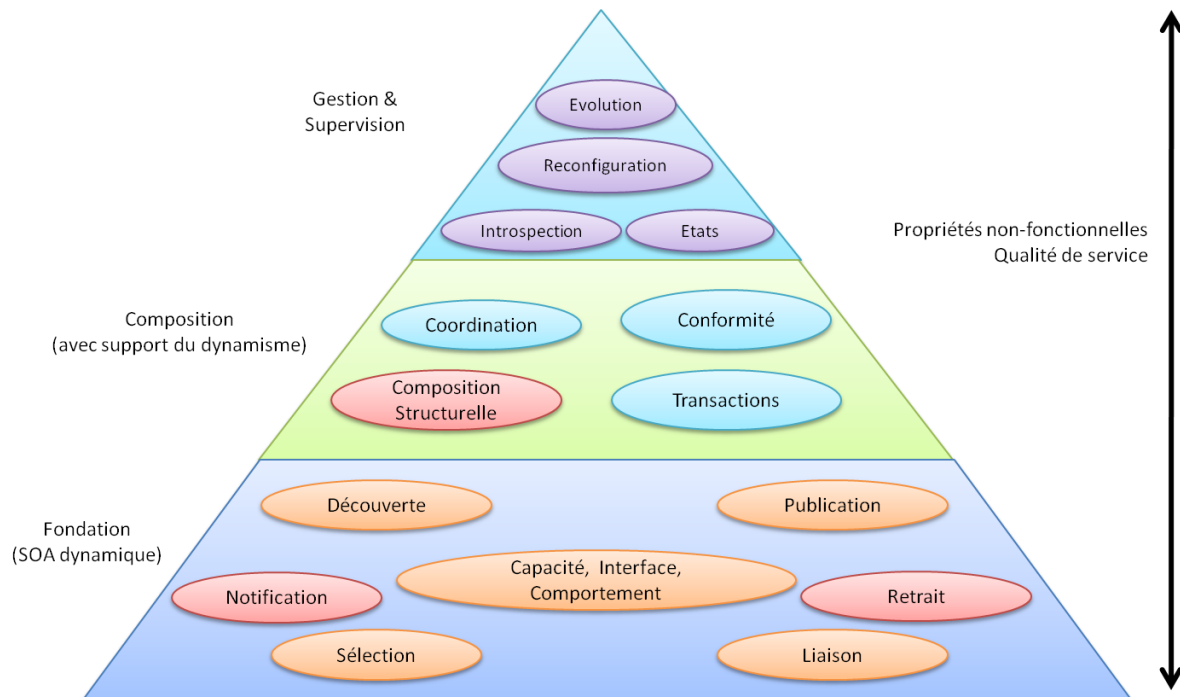 Gestion &
Supervision
Evolution
Reconfiguration
Introspection
Etats
Propriétés non-fonctionnelles
Qualité de service
Composition
(avec support du dynamisme)
Coordination
Conformité
Composition
Structurelle
Transactions
Fondation
(SOA dynamique)
Découverte
Publication
Capacité, Interface,
Comportement
Notification
Retrait
Sélection
Liaison